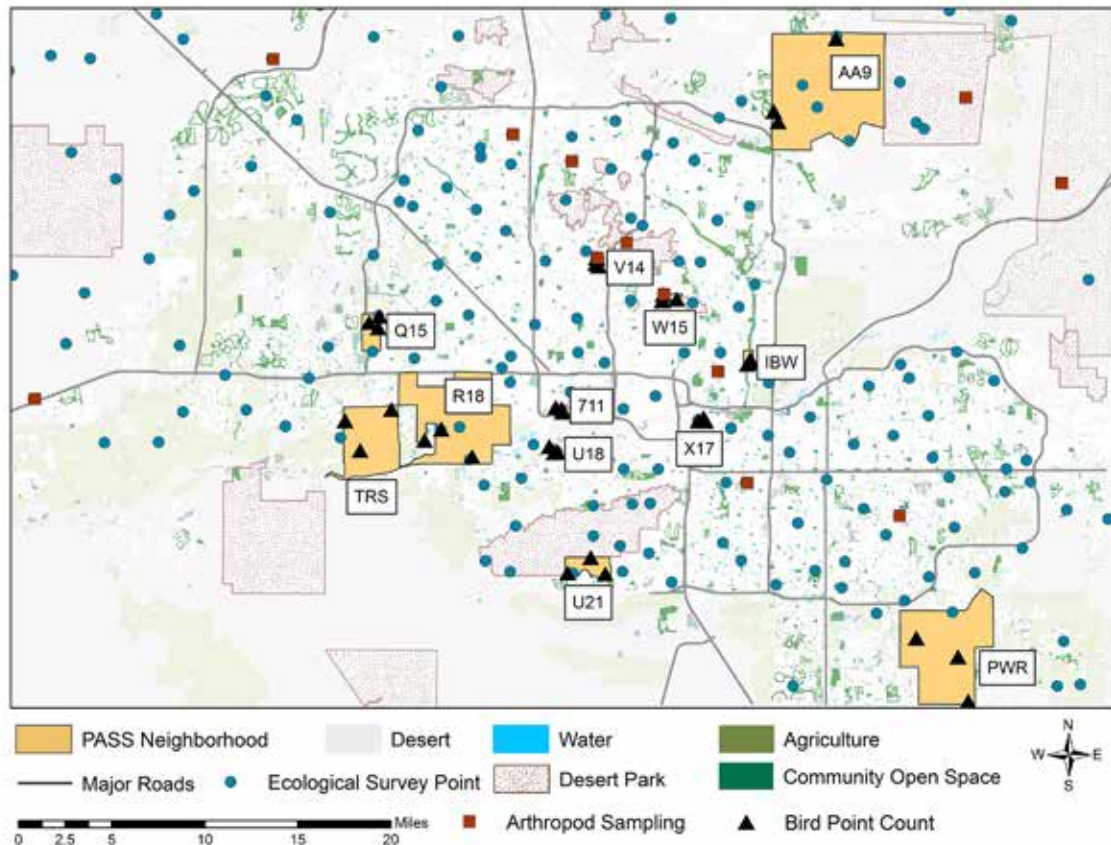 AA9
V14
W15
Q15
IBW
R18
711
X17
U18
TRS
U21
PWR
PASS Neighborhood
Desert
Water
Agriculture
N
W E
S
Major Roads
Ecological Survey Point
Desert Park
Community Open Space
Miles
0 2.5 5 10 15 20
Arthropod Sampling
Bird Point Count